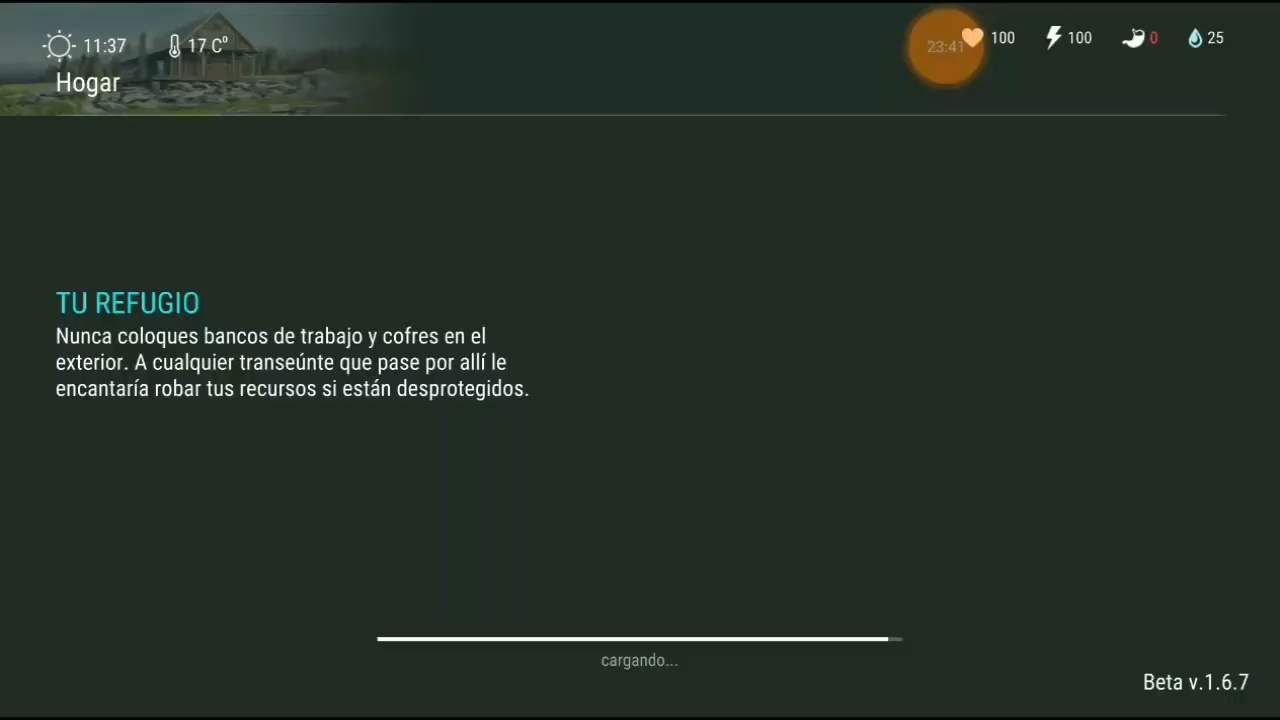 11:37 17 Cº 23:41 100 100 0 25
Hogar
TU REFUGIO
Nunca coloques bancos de trabajo y cofres en el
exterior. A cualquier transeúnte que pase por allí le
encantaría robar tus recursos si están desprotegidos.
cargando...
Beta v.1.6.7